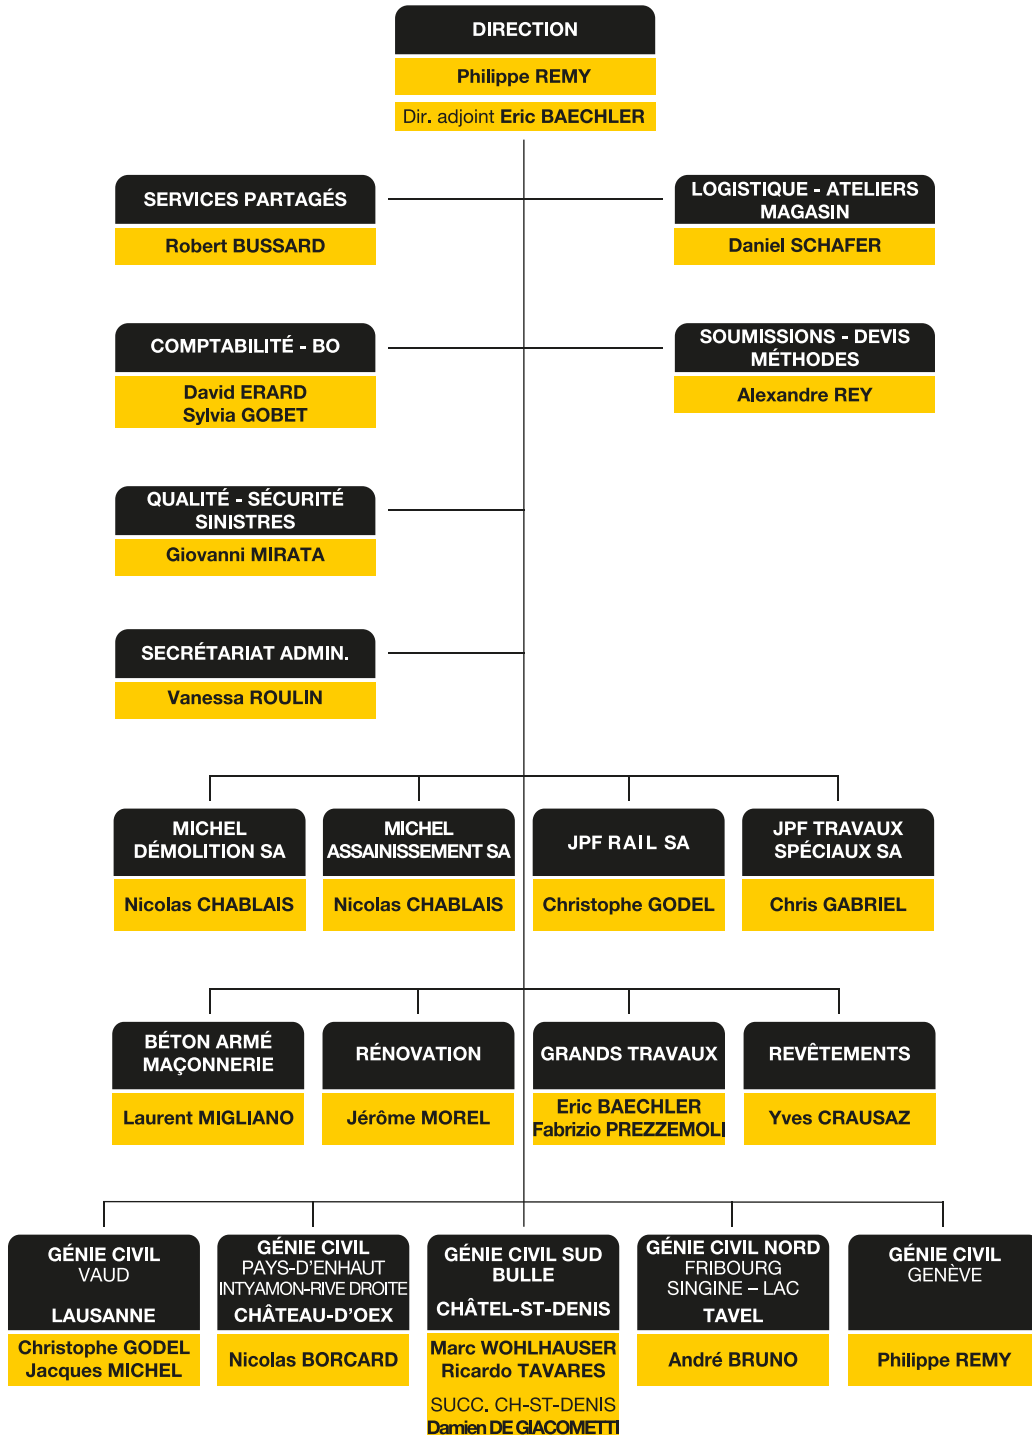 DIRECTION
Philippe REMY
Dir. adjoint Eric BAECHLER
SERVICES PARTAGÉS
Robert BUSSARD
LOGISTIQUE - ATELIERS
MAGASIN
Daniel SCHAFER
COMPTABILITÉ - BO
David ERARD
Sylvia GOBET
SOUMISSIONS - DEVIS
MÉTHODES
Alexandre REY
QUALITÉ - SÉCURITÉ
SINISTRES
Giovanni MIRATA
SECRÉTARIAT ADMIN.
Vanessa ROULIN
MICHEL
DÉMOLITION SA
Nicolas CHABLAIS
MICHEL
ASSAINISSEMENT SA
Nicolas CHABLAIS
JPF RAIL SA
Christophe GODEL
JPF TRAVAUX
SPÉCIAUX SA
Chris GABRIEL
BÉTON ARMÉ
MAÇONNERIE
Laurent MIGLIANO
RÉNOVATION
Jérôme MOREL
GRANDS TRAVAUX
Eric BAECHLER
Fabrizio PREZZEMOLI
REVÊTEMENTS
Yves CRAUSAZ
GÉNIE CIVIL
VAUD
LAUSANNE
Christophe GODEL
Jacques MICHEL
GÉNIE CIVIL
PAYS-D'ENHAUT
INTYAMON-RIVE DROITE
CHÂTEAU-D'OEX
Nicolas BORCARD
GÉNIE CIVIL SUD
BULLE
CHÂTEL-ST-DENIS
Marc WOHLHAUSER
Ricardo TAVARES
SUCC. CH-ST-DENIS
Damien DE GIACOMETTI
GÉNIE CIVIL NORD
FRIBOURG
SINGINE – LAC
TAVEL
André BRUNO
GÉNIE CIVIL
GENÈVE
Philippe REMY